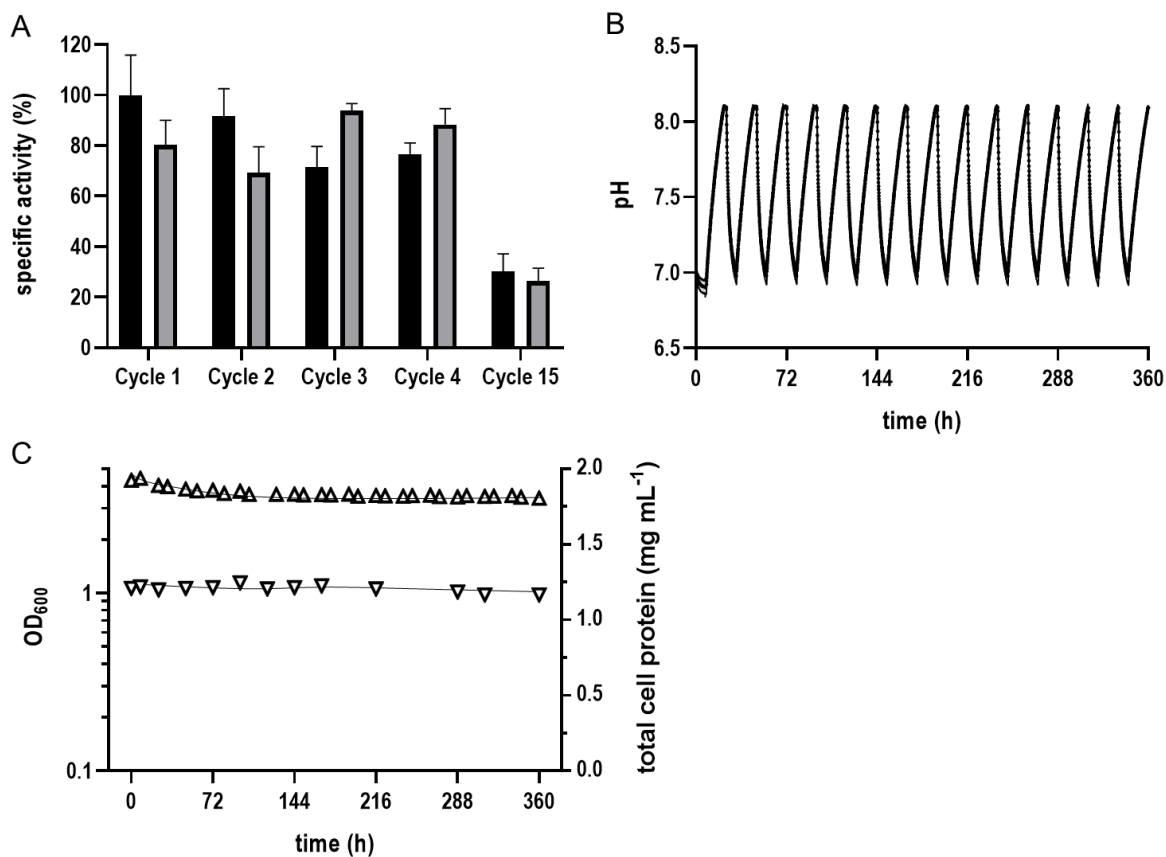 A
120
100
80
60
40
20
0
specific activity (%)
Cycle 1 Cycle 2 Cycle 3 Cycle 4 Cycle 15
B
8.5
8.0
7.5
7.0
6.5
pH
0 72 144 216 288 360
time (h)
C
1
0.1
OD600
2.0
1.5
1.0
0.5
0.0
total cell protein (mg mL-1)
0 72 144 216 288 360
time (h)